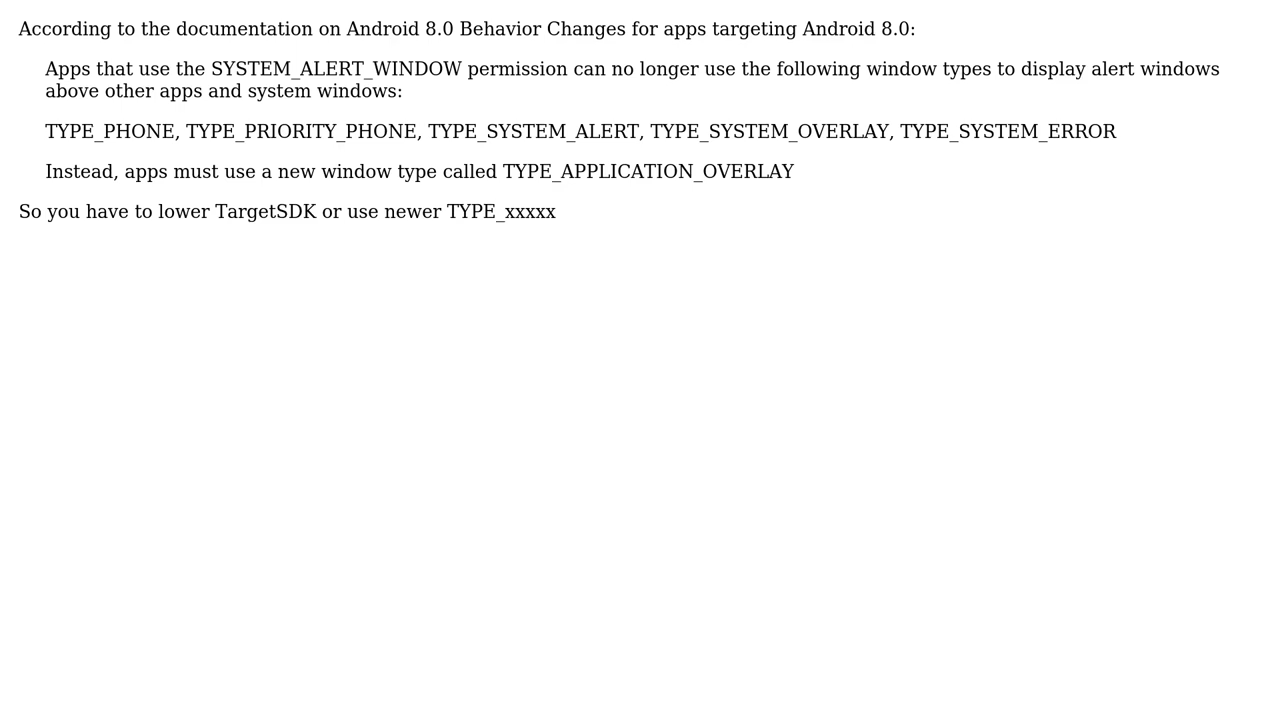 According to the documentation on Android 8.0 Behavior Changes for apps targeting Android 8.0:
Apps that use the SYSTEM_ALERT_WINDOW permission can no longer use the following window types to display alert windows
above other apps and system windows:
TYPE_PHONE, TYPE_PRIORITY_PHONE, TYPE_SYSTEM_ALERT, TYPE_SYSTEM_OVERLAY, TYPE_SYSTEM_ERROR
Instead, apps must use a new window type called TYPE_APPLICATION_OVERLAY
So you have to lower TargetSDK or use newer TYPE_xxxxx